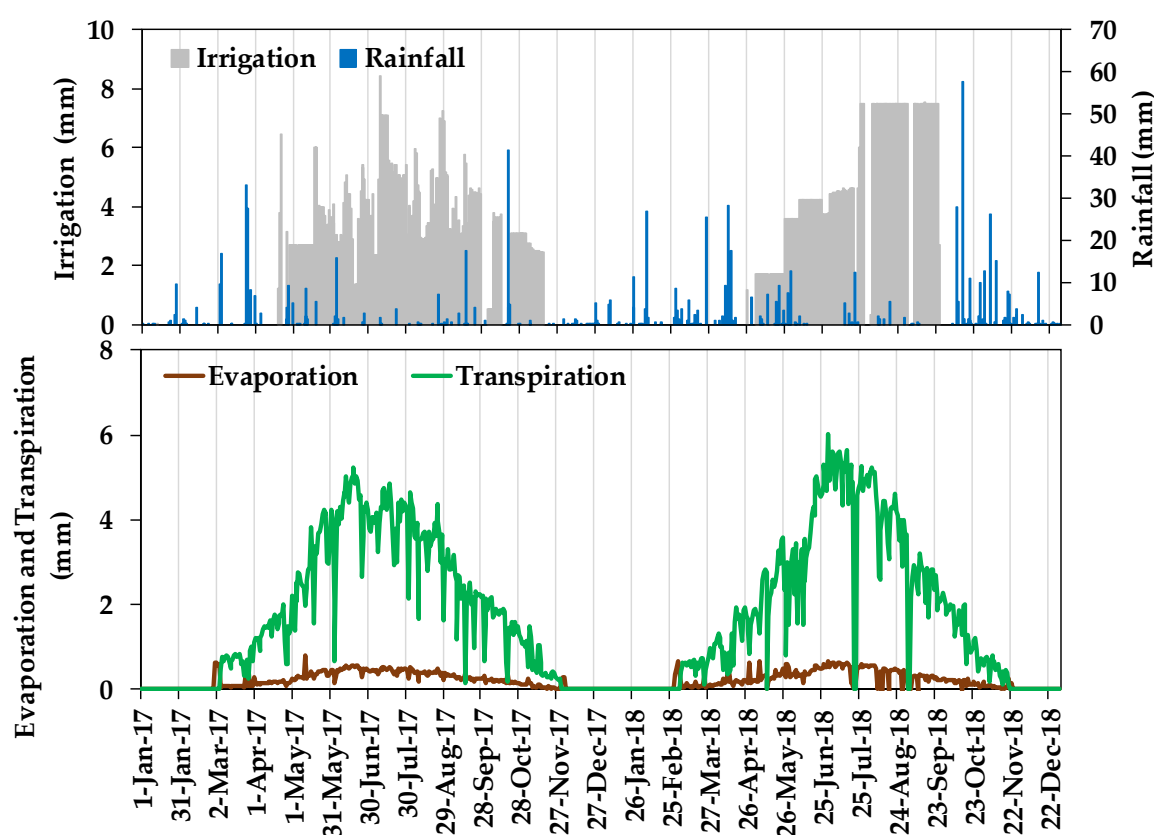 Irrigation (mm)
10
8
6
4
2
0
Irrigation Rainfall
70
60
50
40
30
20
10
0
Rainfall (mm)
Evaporation and Transpiration
(mm)
8
6
4
2
0
Evaporation Transpiration
1-Jan-17
31-Jan-17
2-Mar-17
1-Apr-17
1-May-17
31-May-17
30-Jun-17
30-Jul-17
29-Aug-17
28-Sep-17
28-Oct-17
27-Nov-17
27-Dec-17
26-Jan-18
25-Feb-18
27-Mar-18
26-Apr-18
26-May-18
25-Jun-18
25-Jul-18
24-Aug-18
23-Sep-18
23-Oct-18
22-Nov-18
22-Dec-18